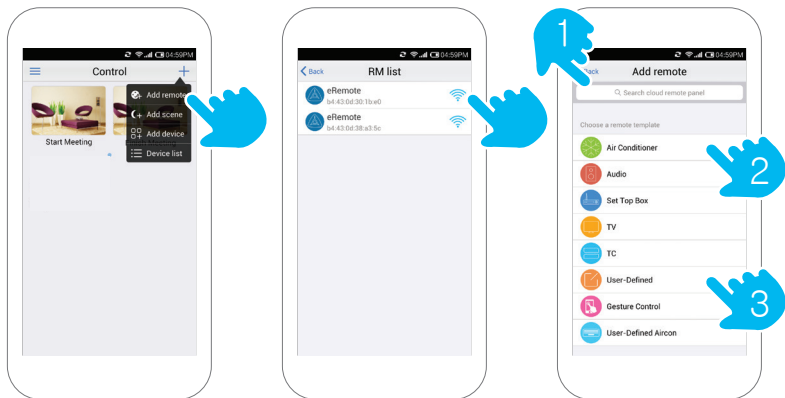 04:59PM
Control
Add remote
Add scene
Add device
Device list
Start Meeting
04:59PM
Back
RM list
eRemote
b4:43:0d:30:1b:e0
eRemote
b4:43:0d:38:a3:5c
1
04:59PM
Back
Add remote
Search cloud remote panel
Choose a remote template
Air Conditioner
2
Audio
Set Top Box
TV
TC
User-Defined
3
Gesture Control
User-Defined Aircon